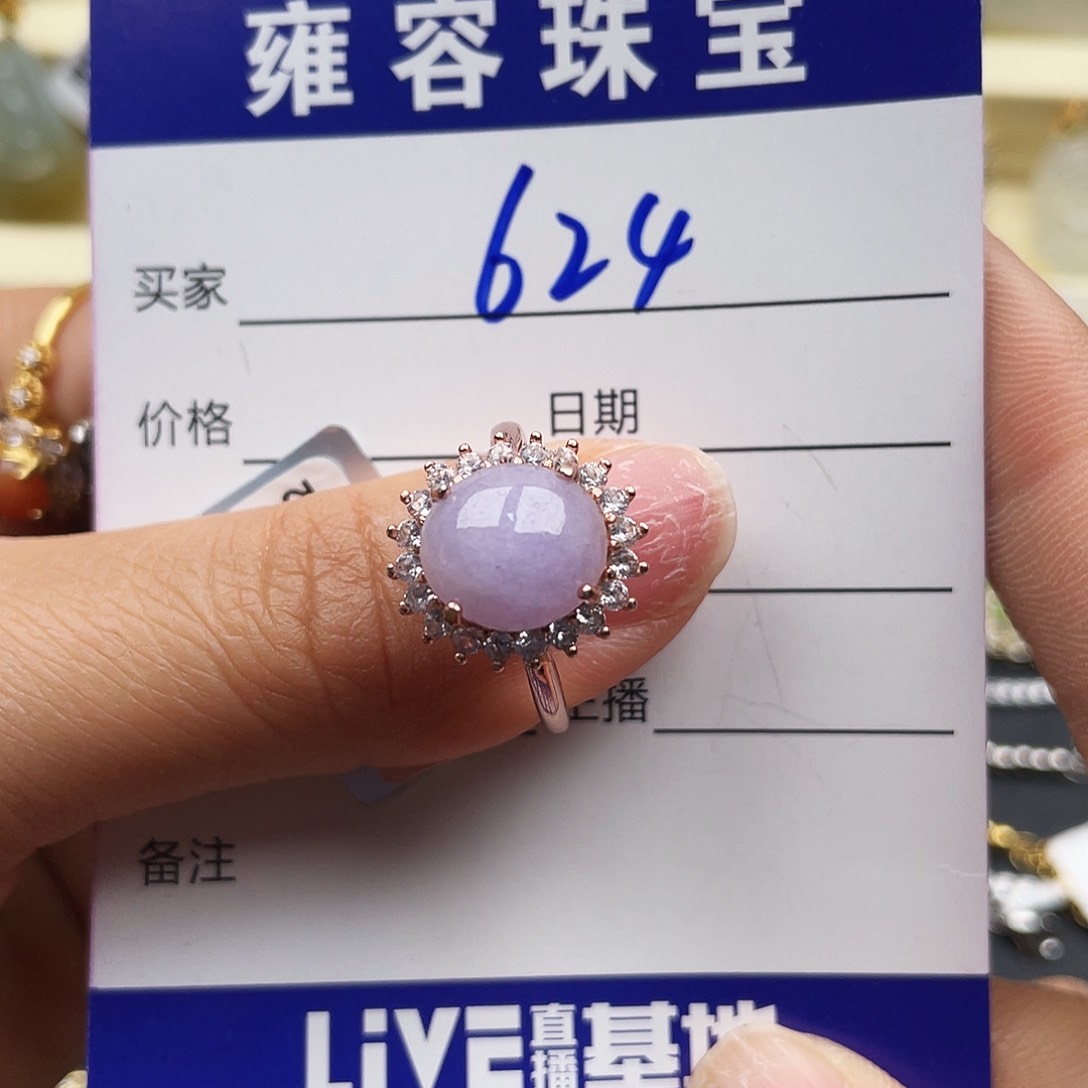 雍容珠宝
买家 624
价格 日期
主播
备注
LiVE直播基地